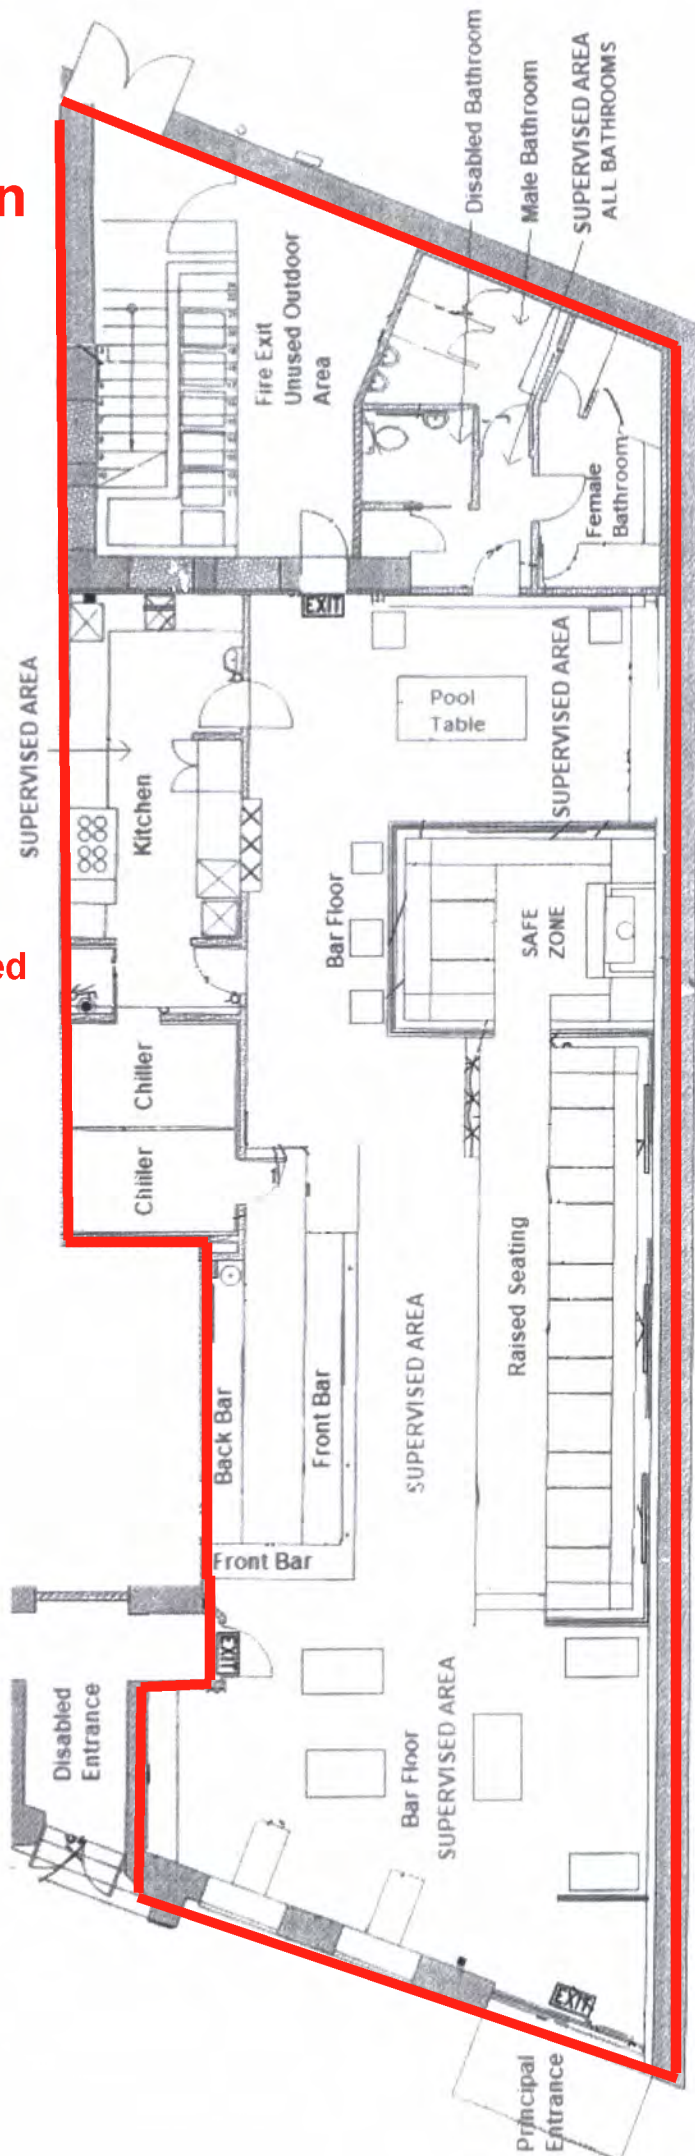 n
ed
Disabled Bathroom
Male Bathroom
SUPERVISED AREA
ALL BATHROOMS
Fire Exit
Unused Outdoor
Area
Female
Bathroom
EXIT
SUPERVISED AREA
Kitchen
Pool
Table
SUPERVISED AREA
Bar Floor
SAFE
ZONE
Chiller
Chiller
Raised Seating
SUPERVISED AREA
Back Bar
Front Bar
Front Bar
EXIT
Disabled
Entrance
Bar Floor
SUPERVISED AREA
EXIT
Principal
Entrance